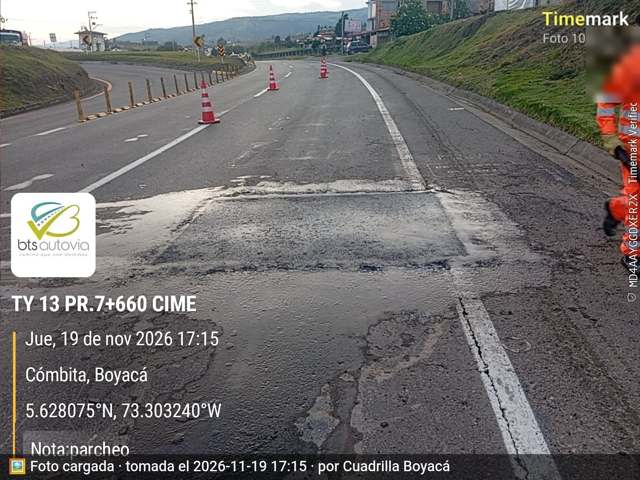 Timemark
Foto 10
bts autovia
TY 13 PR.7+660 CIME
Jue, 19 de nov 2026 17:15
Cómbita, Boyacá
5.628075°N, 73.303240°W
Nota:parcheo
Foto cargada · tomada el 2026-11-19 17:15 · por Cuadrilla Boyacá
MD4AAYGGDXER2X Timemark Verified